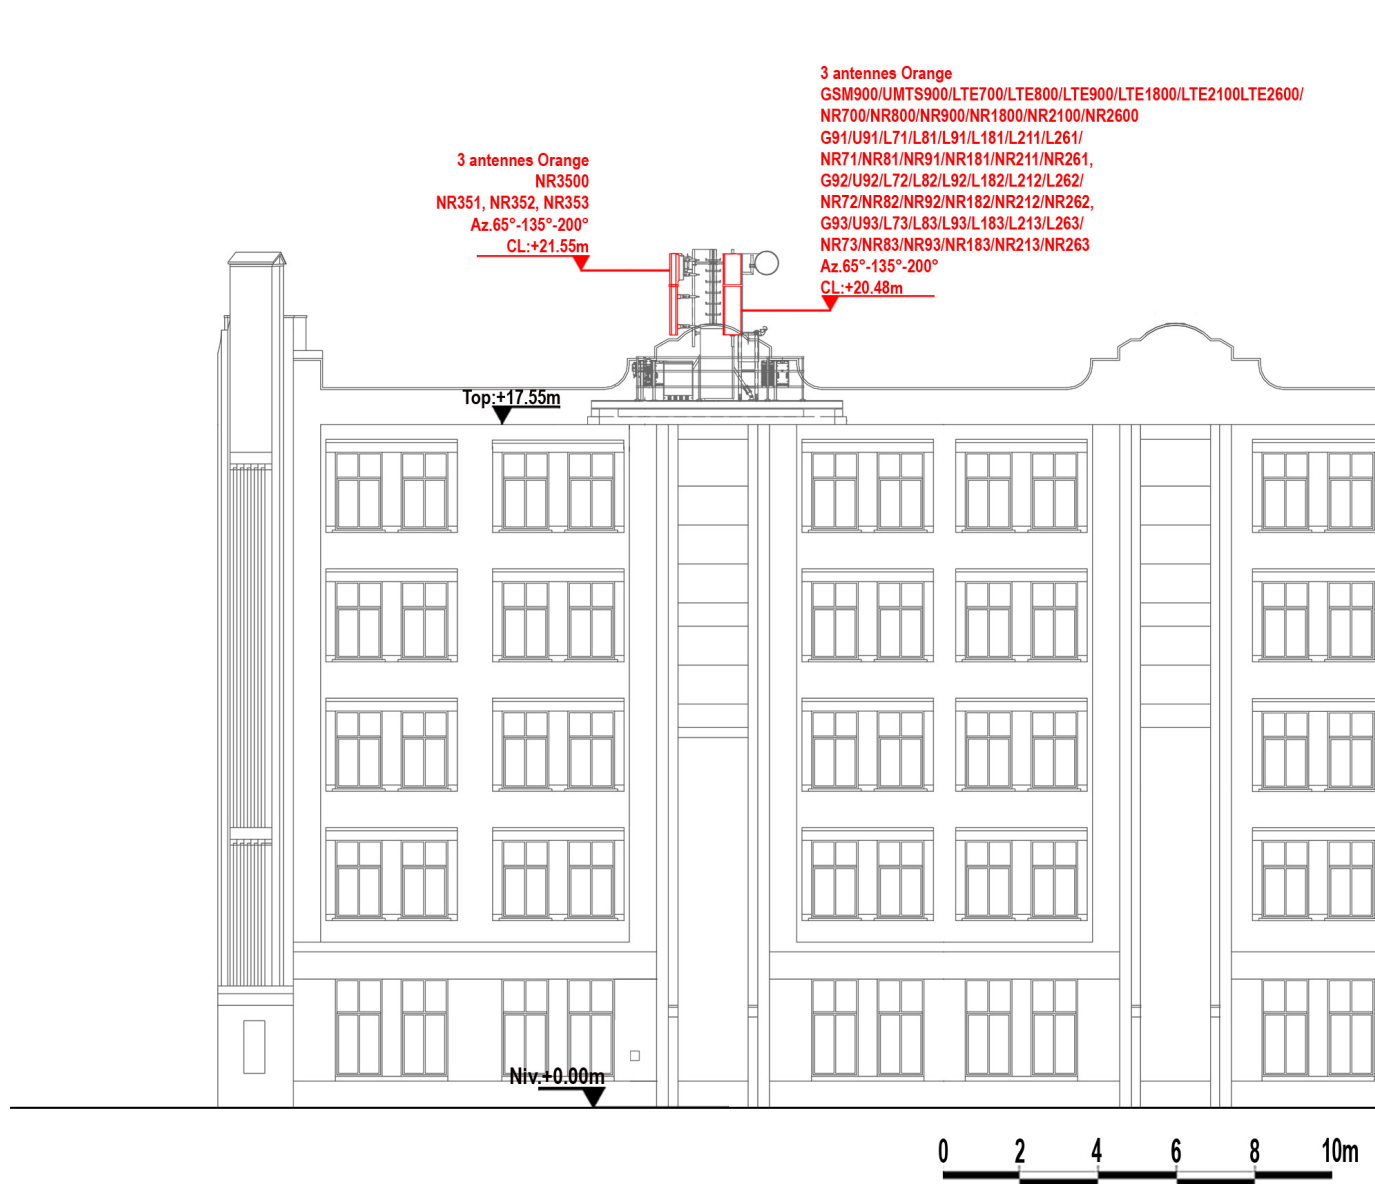 3 antennes Orange
GSM900/UMTS900/LTE700/LTE800/LTE900/LTE1800/LTE2100LTE2600/
NR700/NR800/NR900/NR1800/NR2100/NR2600
G91/U91/L71/L81/L91/L181/L211/L261/
NR71/NR81/NR91/NR181/NR211/NR261,
G92/U92/L72/L82/L92/L182/L212/L262/
NR72/NR82/NR92/NR182/NR212/NR262,
G93/U93/L73/L83/L93/L183/L213/L263/
NR73/NR83/NR93/NR183/NR213/NR263
Az.65°-135°-200°
CL:+20.48m
3 antennes Orange
NR3500
NR351, NR352, NR353
Az.65°-135°-200°
CL:+21.55m
Top:+17.55m
Niv.+0.00m
0 2 4 6 8 10m